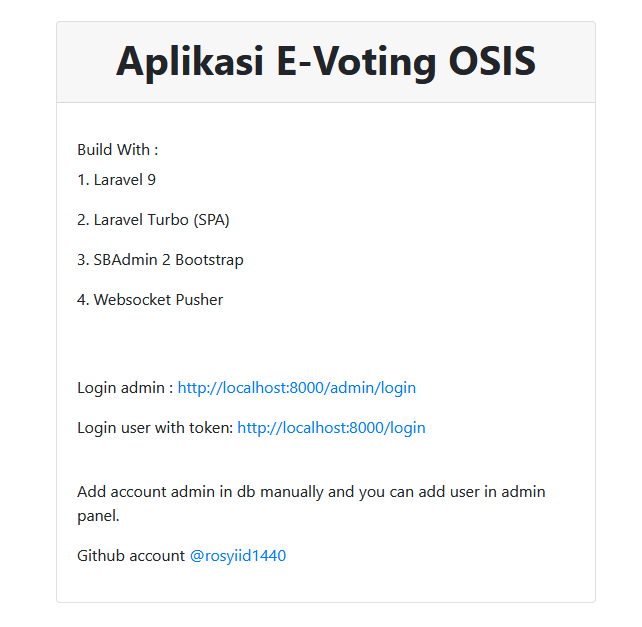 Aplikasi E-Voting OSIS
Build With :
1. Laravel 9
2. Laravel Turbo (SPA)
3. SBAdmin 2 Bootstrap
4. Websocket Pusher
Login admin : http://localhost:8000/admin/login
Login user with token: http://localhost:8000/login
Add account admin in db manually and you can add user in admin
panel.
Github account @rosyiid1440